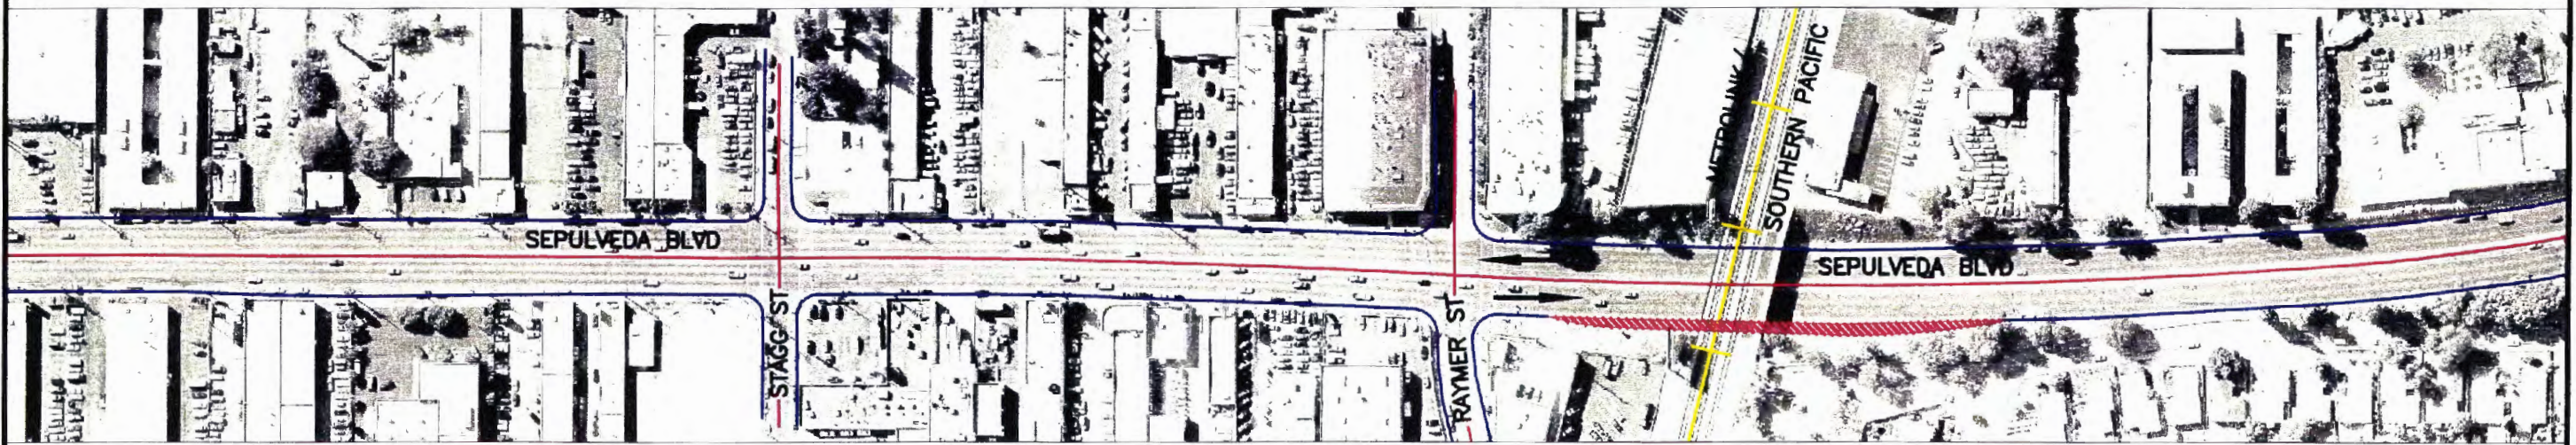 SEPULVEDA BLVD
STAGG ST
RAYMER ST
METROLINK /
SOUTHERN PACIFIC
SEPULVEDA BLVD